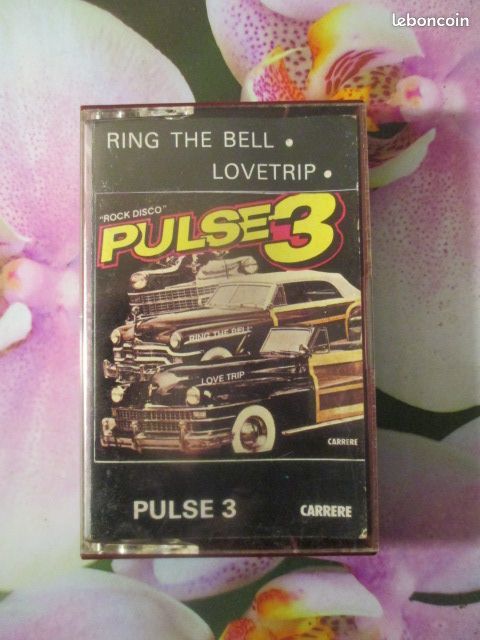 leboncoin
RING THE BELL •
LOVETRIP •
"ROCK DISCO"
PULSE 3
RING THE BELL
LOVE TRIP
CARRERE
PULSE 3
CARRERE